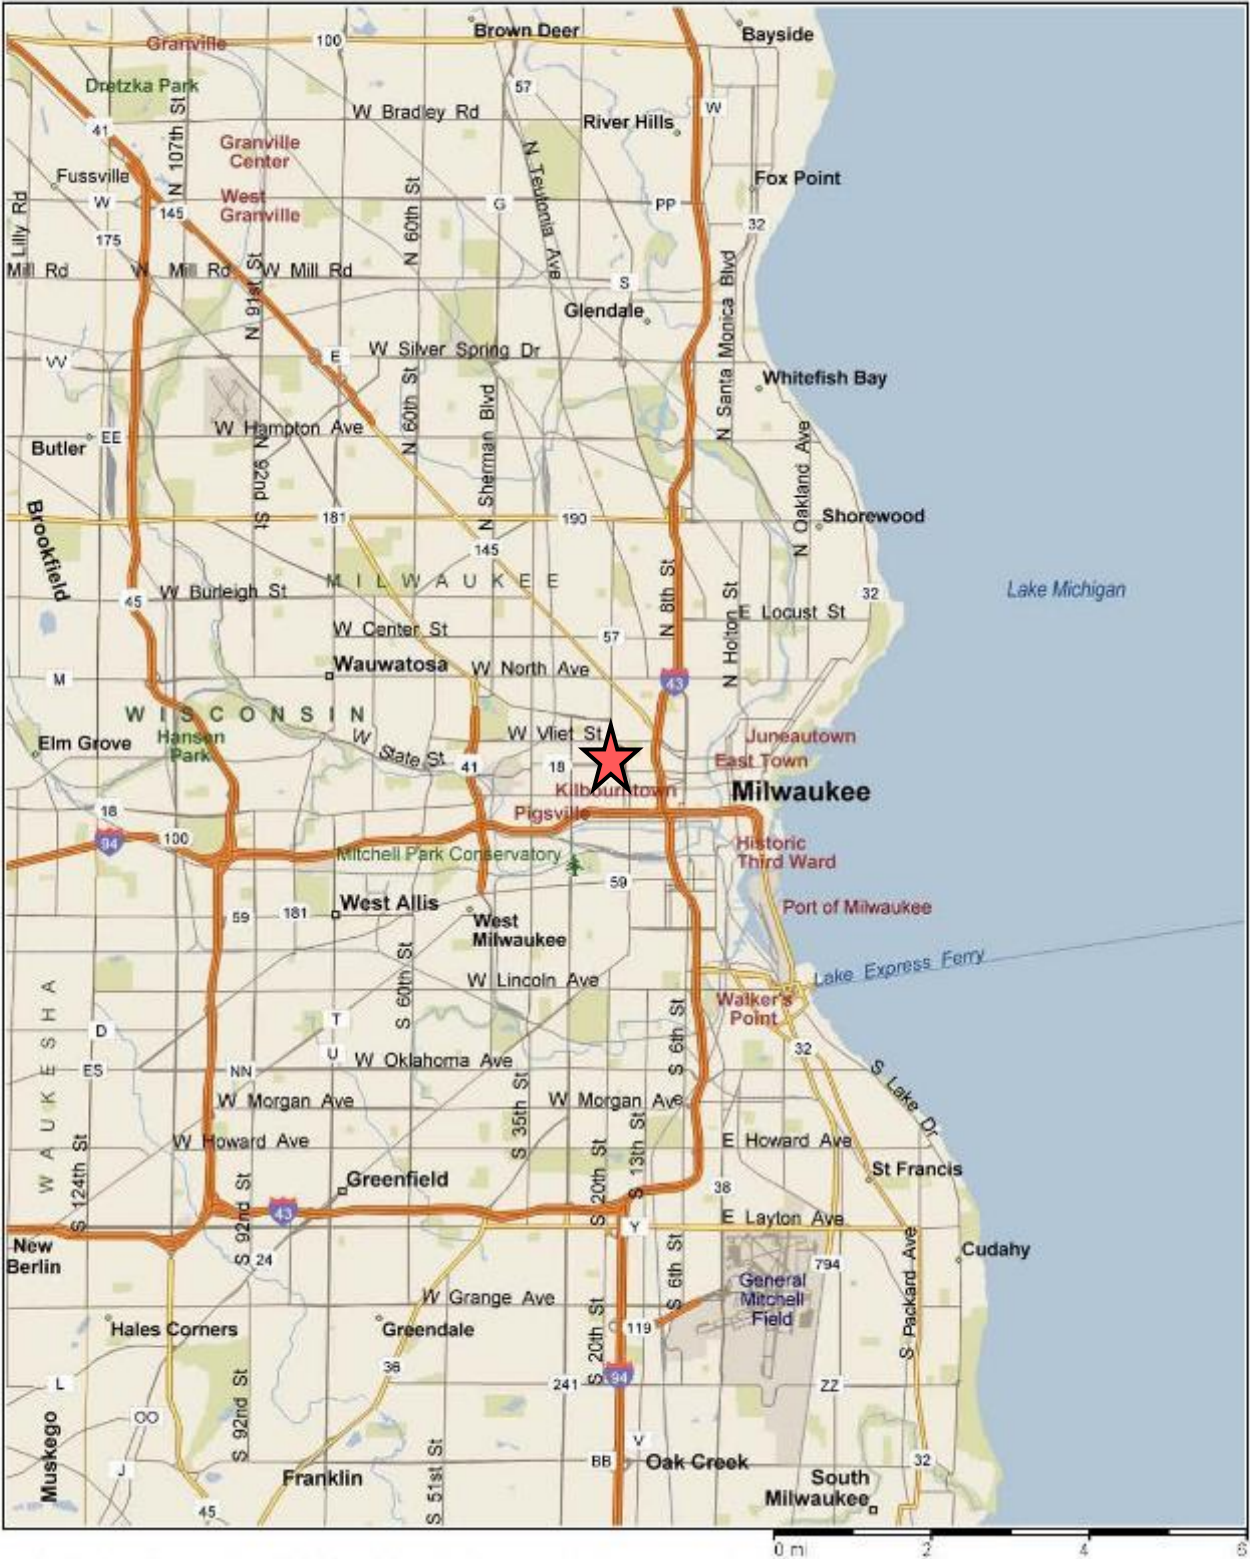 Brown Deer
Bayside
Granville
100
Dretzka Park
57
W Bradley Rd
W
River Hills
41
N 107th St
Granville
Center
N Teutonia Ave
Fussville
Fox Point
W
145
West
Granville
G
PP
N 60th St
Lilly Rd
175
32
Mill Rd
W Mill Rd
W Mill Rd
S
N 91st St
Glendale
N Santa Monica Blvd
VV
E
W Silver Spring Dr
Whitefish Bay
N 60th St
N Sherman Blvd
W Hampton Ave
Butler
EE
N 92nd St
N Oakland Ave
Brookfield
181
190
Shorewood
145
MILWAUKEE
N 8th St
Lake Michigan
45
W Burleigh St
32
N Holton St
E Locust St
W Center St
57
Wauwatosa
W North Ave
M
43
WISCONSIN
Hansen
Park
W State St
W Vliet St
Juneautown
Elm Grove
41
18
East Town
Kilbourntown
Milwaukee
18
Pigsville
94
100
Historic
Third Ward
Mitchell Park Conservatory
59
59
181
West Allis
West
Milwaukee
Port of Milwaukee
S 60th St
W Lincoln Ave
Lake Express Ferry
WAUKESHA
Walker's
Point
D
T
U
S 6th St
32
ES
NN
W Oklahoma Ave
S Lake Dr
W Morgan Ave
S 35th St
W Morgan Ave
S 124th St
W Howard Ave
S 20th St
S 13th St
E Howard Ave
Greenfield
St Francis
38
S 92nd St
43
Y
E Layton Ave
New
Berlin
24
S 6th St
794
Cudahy
General
Mitchell
Field
S Packard Ave
W Grange Ave
Hales Corners
Greendale
S 20th St
119
36
94
L
241
ZZ
S 92nd St
OO
Muskego
J
S 51st St
V
BB
Oak Creek
32
Franklin
South
Milwaukee
45
0 mi 2 4 6